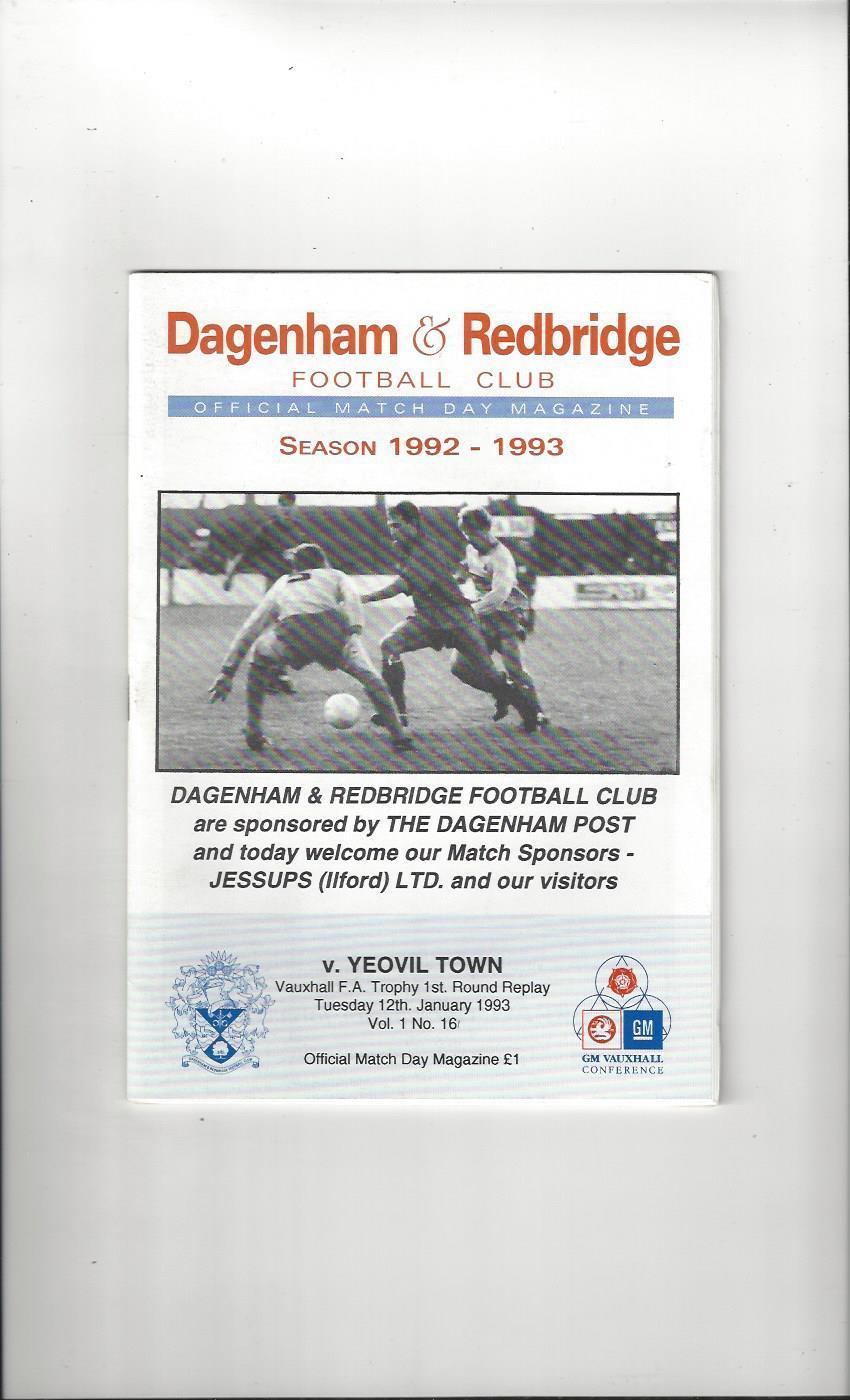 Dagenham & Redbridge
FOOTBALL CLUB
OFFICIAL MATCH DAY MAGAZINE
SEASON 1992 - 1993
DAGENHAM & REDBRIDGE FOOTBALL CLUB
are sponsored by THE DAGENHAM POST
and today welcome our Match Sponsors -
JESSUPS (Ilford) LTD. and our visitors
v. YEOVIL TOWN
Vauxhall F.A. Trophy 1st. Round Replay
Tuesday 12th. January 1993
Vol. 1 No. 16
Official Match Day Magazine £1
GM
GM VAUXHALL
CONFERENCE